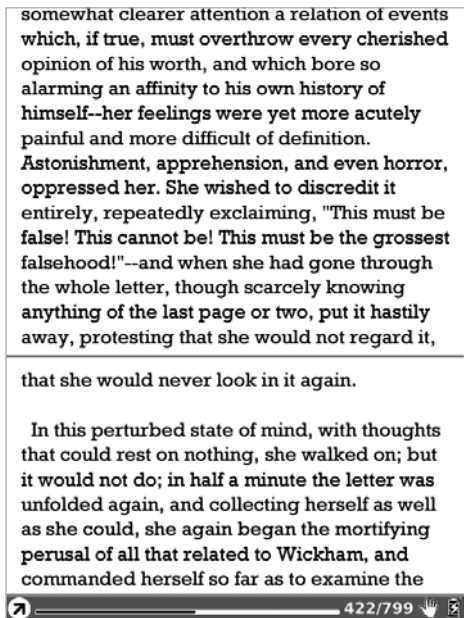 somewhat clearer attention a relation of events
which, if true, must overthrow every cherished
opinion of his worth, and which bore so
alarming an affinity to his own history of
himself--her feelings were yet more acutely
painful and more difficult of definition.
Astonishment, apprehension, and even horror,
oppressed her. She wished to discredit it
entirely, repeatedly exclaiming, "This must be
false! This cannot be! This must be the grossest
falsehood!"--and when she had gone through
the whole letter, though scarcely knowing
anything of the last page or two, put it hastily
away, protesting that she would not regard it,
that she would never look in it again.
In this perturbed state of mind, with thoughts
that could rest on nothing, she walked on; but
it would not do; in half a minute the letter was
unfolded again, and collecting herself as well
as she could, she again began the mortifying
perusal of all that related to Wickham, and
commanded herself so far as to examine the
422/799